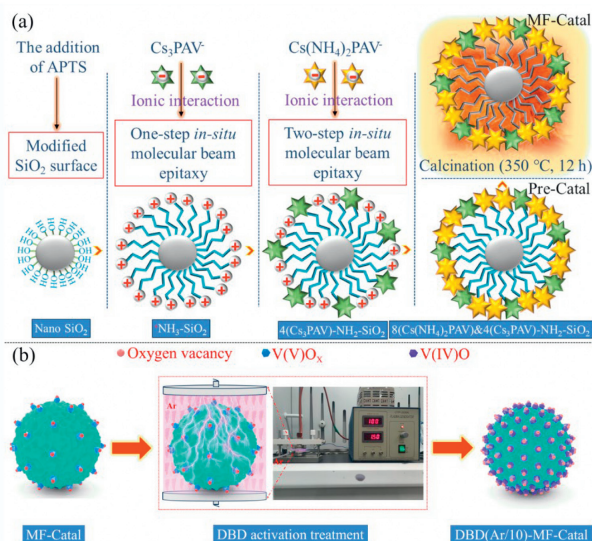 (a)
The addition
of APTS
Modified
SiO₂ surface
Nano SiO₂
Cs₃PAV⁻
Ionic interaction
One-step in-situ
molecular beam
epitaxy
NH₃-SiO₂
Cs(NH₄)₂PAV⁻
Ionic interaction
Two-step in-situ
molecular beam
epitaxy
4(Cs₃PAV)-NH₂-SiO₂
MF-Catal
Calcination (350 ℃, 12 h)
Pre-Catal
8(Cs(NH₄)₂PAV)&4(Cs₃PAV)-NH₂-SiO₂
(b)
Oxygen vacancy
V(V)Oₓ
V(IV)O
Ar
MF-Catal
DBD activation treatment
DBD(Ar/10)-MF-Catal